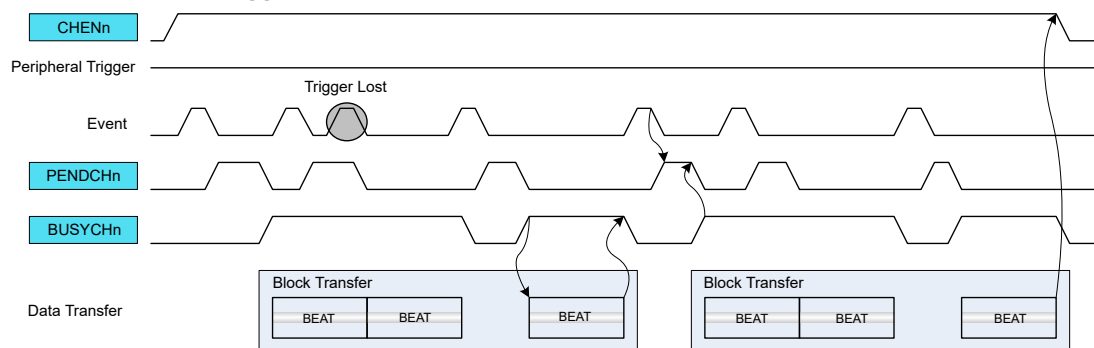 CHENn
Peripheral Trigger
Trigger Lost
Event
PENDCHn
BUSYCHn
Data Transfer
Block Transfer
BEAT
BEAT
BEAT
Block Transfer
BEAT
BEAT
BEAT